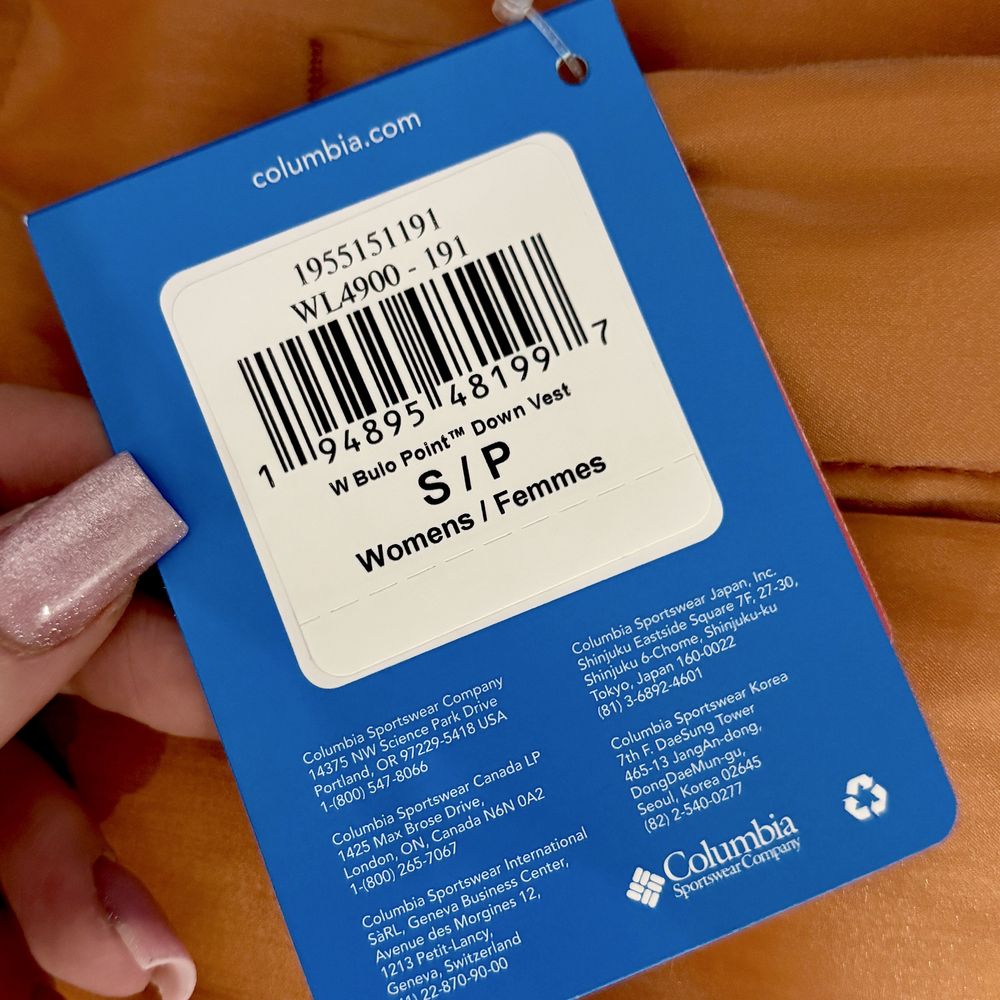 columbia.com
1955151191
WL4900 - 191
1 94895 48199 7
W Bulo Point™ Down Vest
S / P
Womens / Femmes
Columbia Sportswear Company
14375 NW Science Park Drive
Portland, OR 97229-5418 USA
1-(800) 547-8066
Columbia Sportswear Canada LP
1425 Max Brose Drive,
London, ON, Canada N6N 0A2
1-(800) 265-7067
Columbia Sportswear International
SàRL, Geneva Business Center,
Avenue des Morgines 12,
1213 Petit-Lancy,
Geneva, Switzerland
22-870-90-00
Columbia Sportswear Japan, Inc.
Shinjuku Eastside Square 7F, 27-30,
Shinjuku 6-Chome, Shinjuku-ku
Tokyo, Japan 160-0022
(81) 3-6892-4601
Columbia Sportswear Korea
7th F. DaeSung Tower
465-13 JangAn-dong,
DongDaeMun-gu,
Seoul, Korea 02645
(82) 2-540-0277
Columbia
Sportswear Company